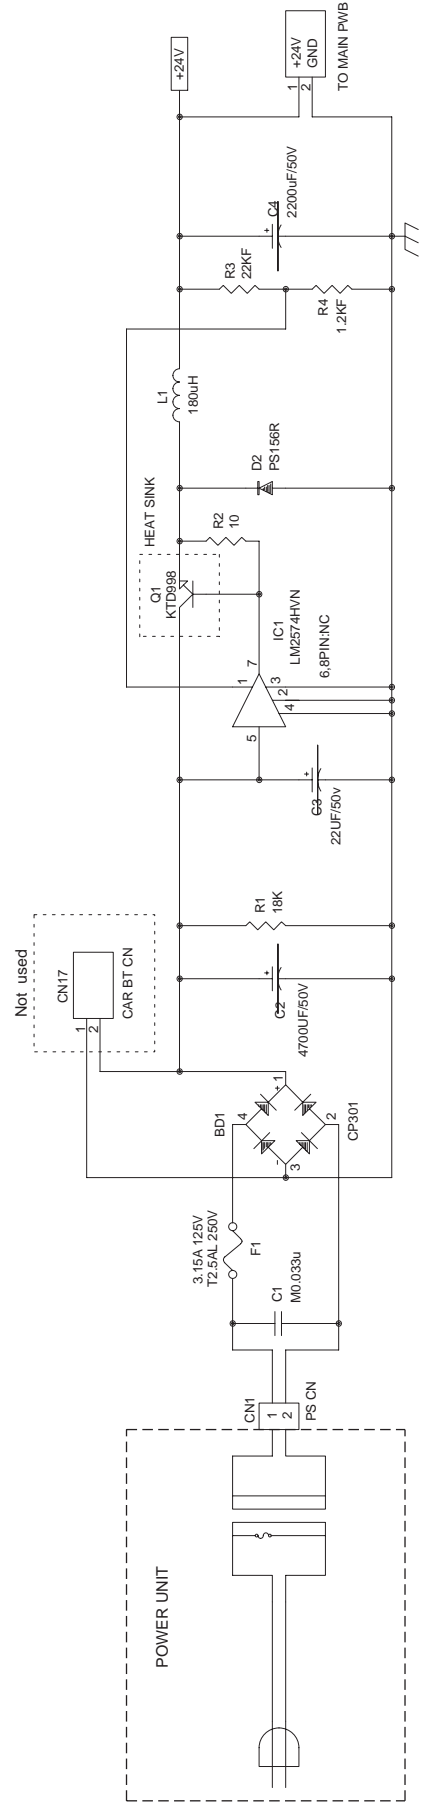 POWER UNIT
CN1
1
2
PS CN
C1
M0.033u
3.15A 125V
T2.5AL 250V
F1
BD1
4
+
1
-
3
2
CP301
Not used
CN17
1
2
CAR BT CN
C2
4700UF/50V
R1
18K
+
C3
22UF/50v
+
5
1
7
3
2
4
IC1
LM2574HVN
6,8PIN:NC
HEAT SINK
Q1
KTD998
R2
10
D2
PS156R
L1
180uH
R3
22KF
R4
1.2KF
C4
2200uF/50V
+
+24V
1
2
+24V
GND
TO MAIN PWB